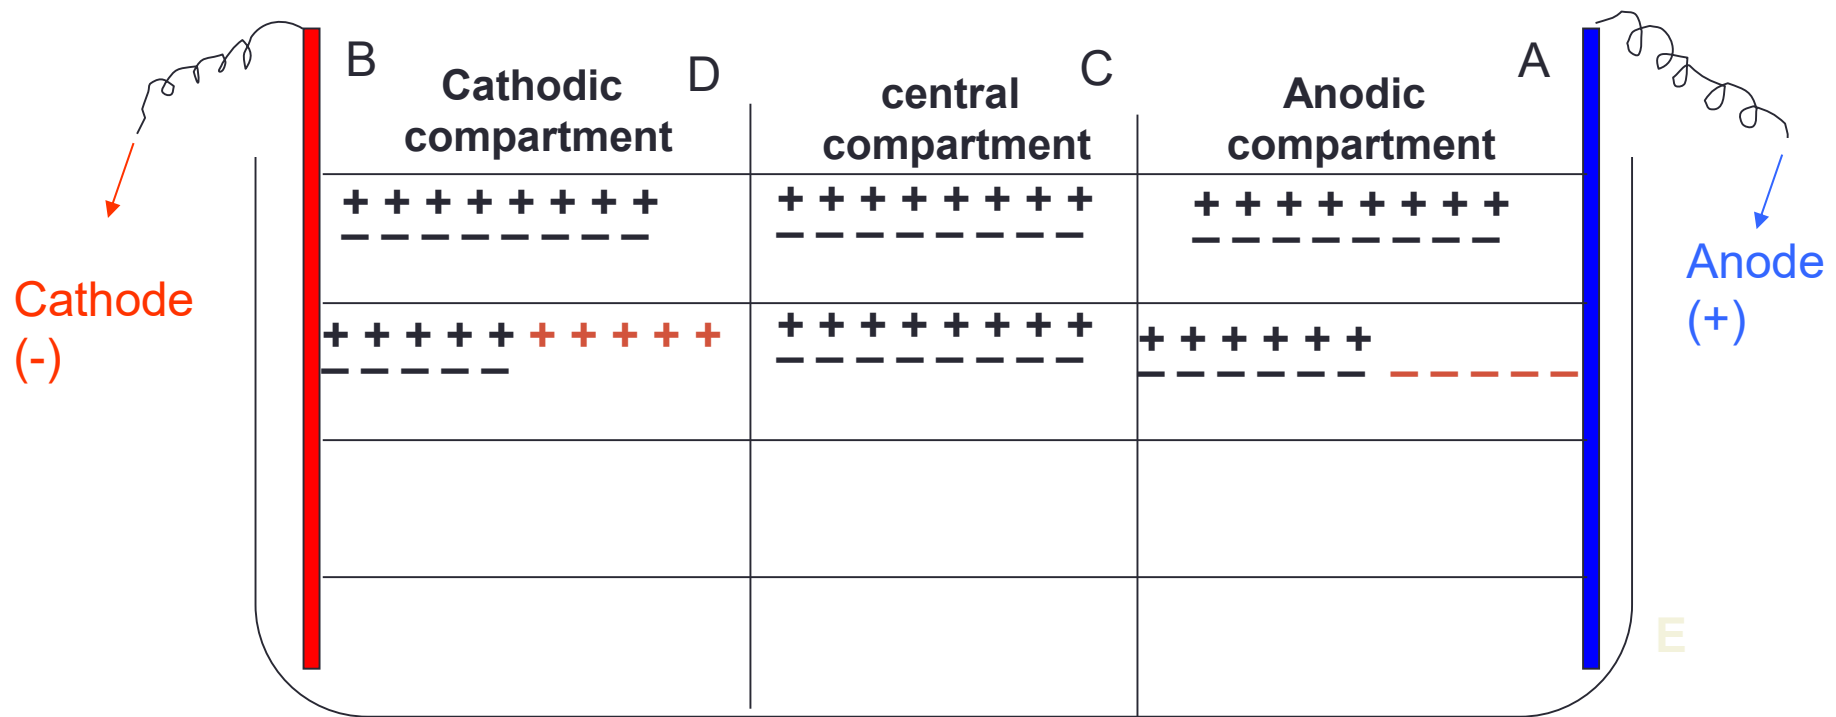 B
Cathodic
compartment
D
central
compartment
C
Anodic
compartment
A
+ + + + + + + +
− − − − − − − −
+ + + + + + + +
− − − − − − − −
+ + + + + + + +
− − − − − − − −
Cathode
(-)
Anode
(+)
+ + + + + + + + + +
− − − − −
+ + + + + + + +
− − − − − − − −
+ + + + + +
− − − − − − − − − − −
E